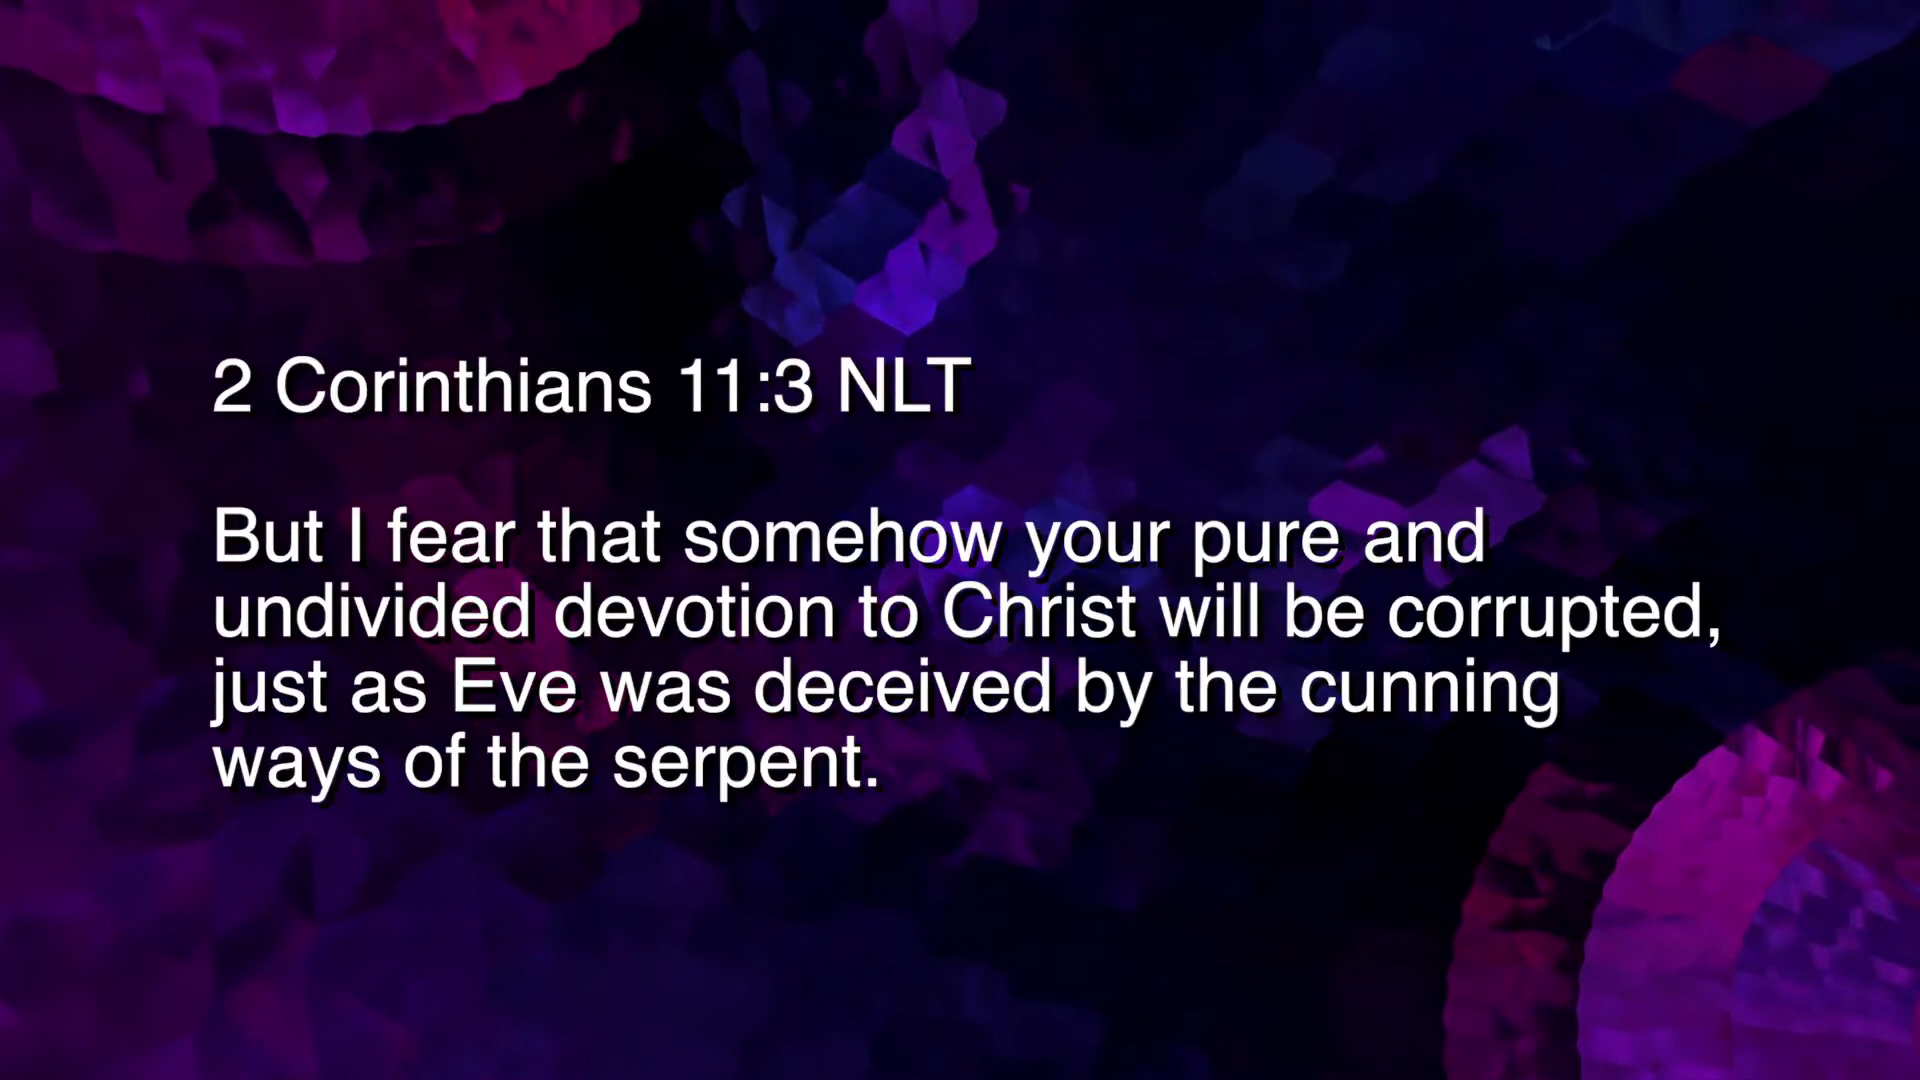 2 Corinthians 11:3 NLT
But I fear that somehow your pure and
undivided devotion to Christ will be corrupted,
just as Eve was deceived by the cunning
ways of the serpent.